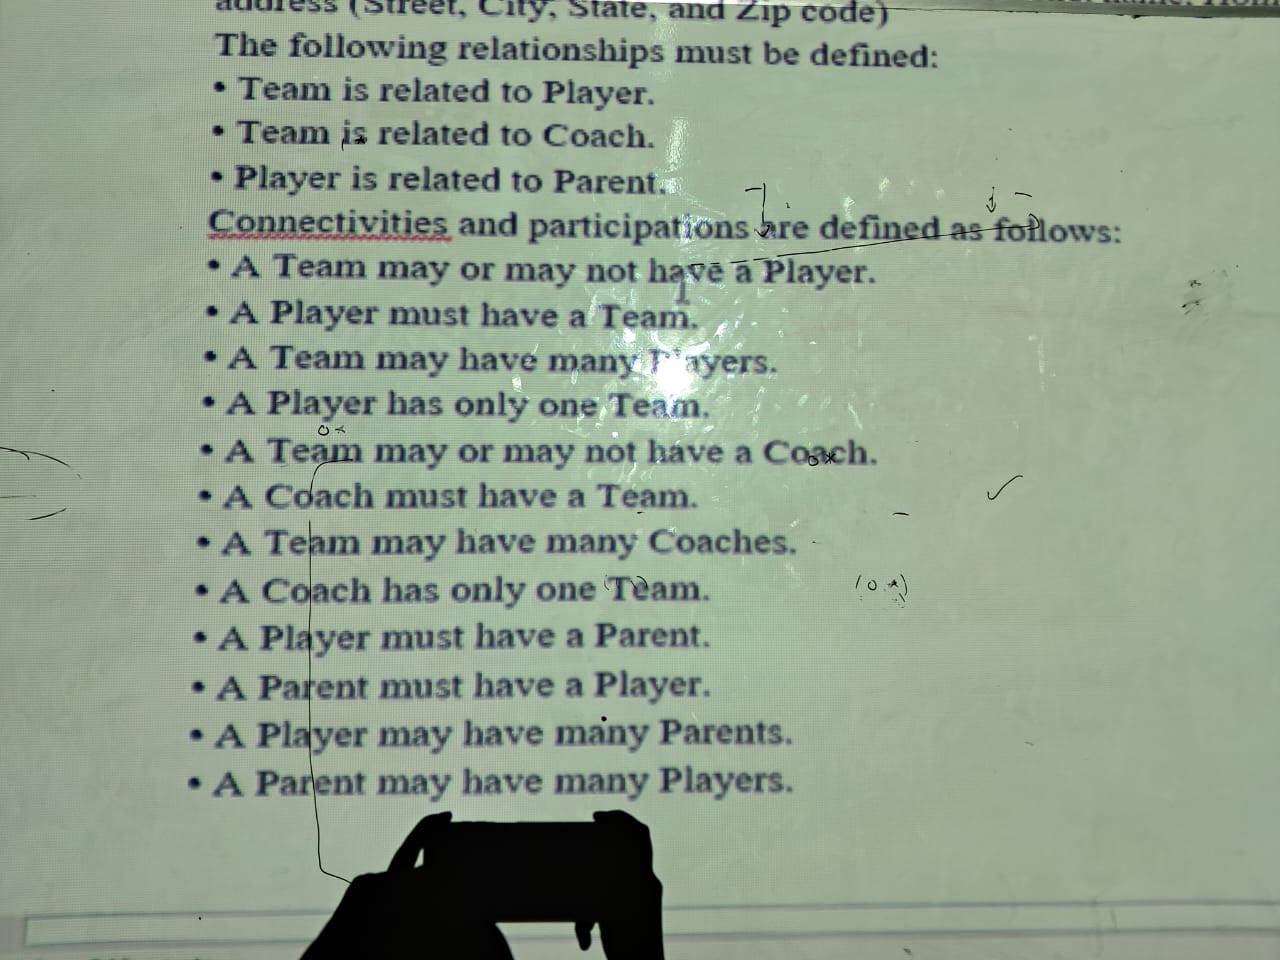 address (Street, City, State, and Zip code)
The following relationships must be defined:
• Team is related to Player.
• Team is related to Coach.
• Player is related to Parent.
Connectivities and participations are defined as follows:
• A Team may or may not have a Player.
• A Player must have a Team.
• A Team may have many Players.
• A Player has only one Team.
• A Team may or may not have a Coach.
• A Coach must have a Team.
• A Team may have many Coaches.
• A Coach has only one Team.
(0..*)
• A Player must have a Parent.
• A Parent must have a Player.
• A Player may have many Parents.
• A Parent may have many Players.